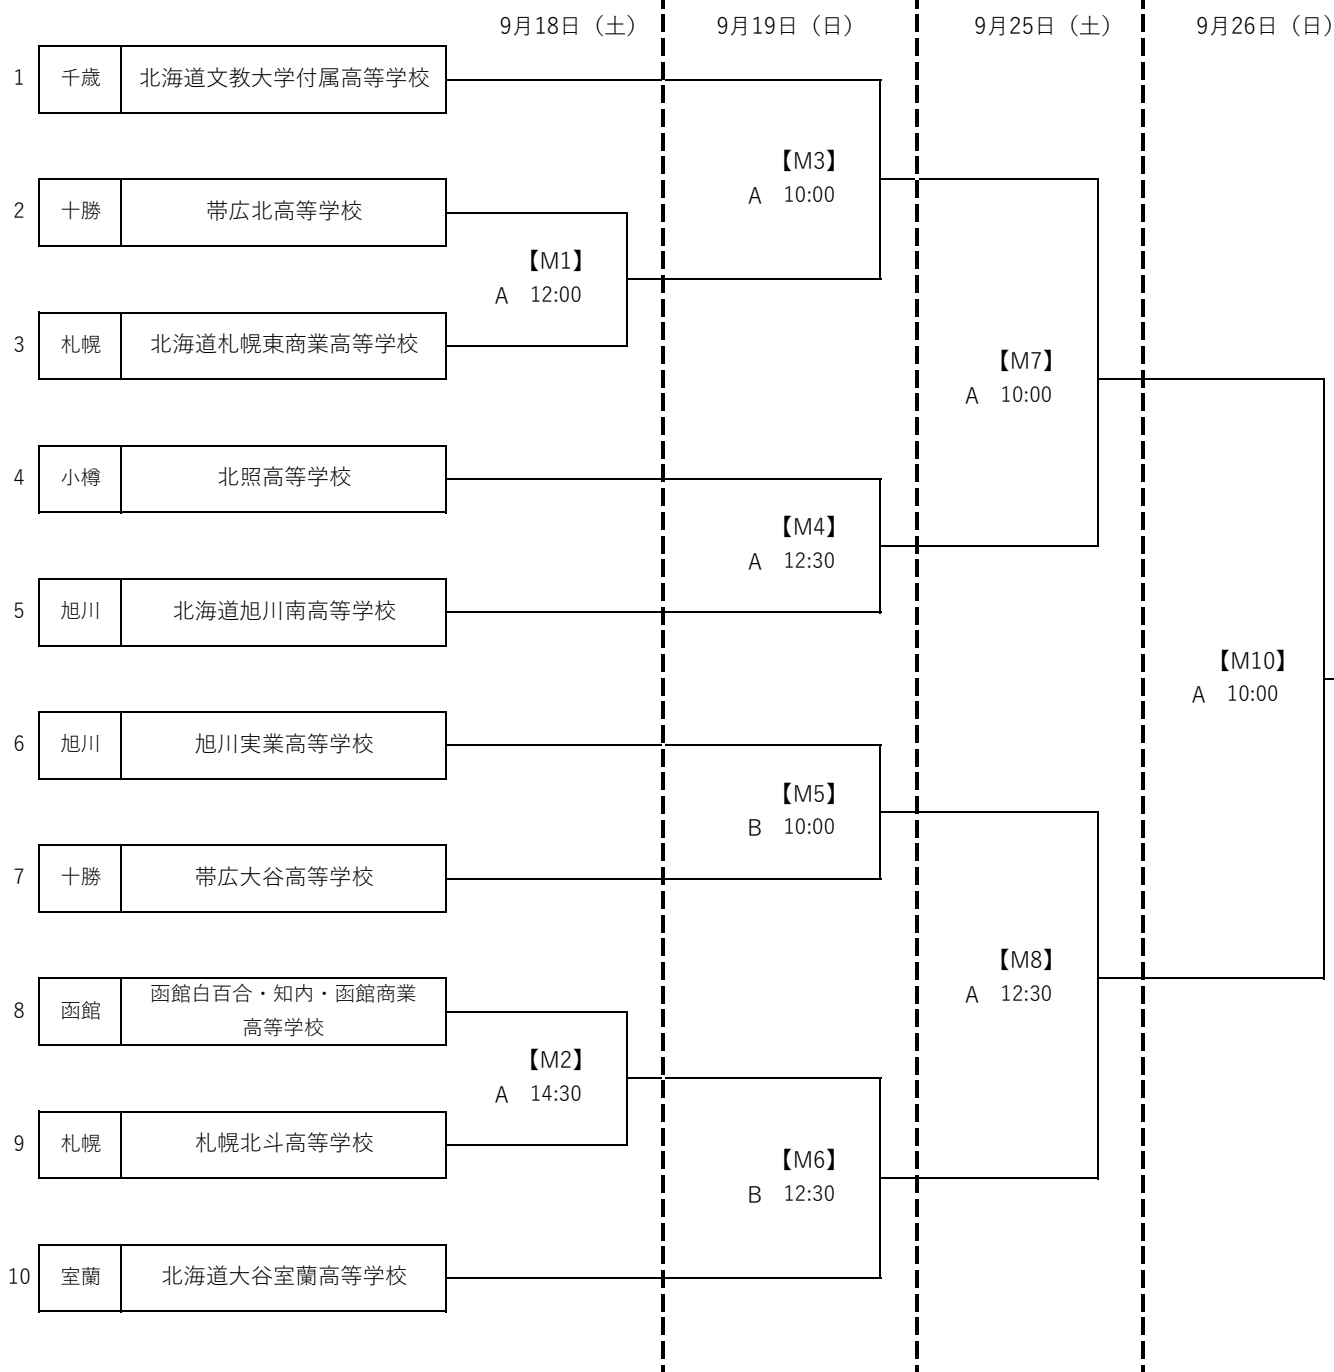 9月18日（土） 9月19日（日） 9月25日（土） 9月26日（日）
1 千歳 北海道文教大学付属高等学校
【M3】
A 10:00
2 十勝 帯広北高等学校
【M1】
A 12:00
3 札幌 北海道札幌東商業高等学校
【M7】
A 10:00
4 小樽 北照高等学校
【M4】
A 12:30
5 旭川 北海道旭川南高等学校
【M10】
A 10:00
6 旭川 旭川実業高等学校
【M5】
B 10:00
7 十勝 帯広大谷高等学校
【M8】
A 12:30
8 函館 函館白百合・知内・函館商業
高等学校
【M2】
A 14:30
9 札幌 札幌北斗高等学校
【M6】
B 12:30
10 室蘭 北海道大谷室蘭高等学校